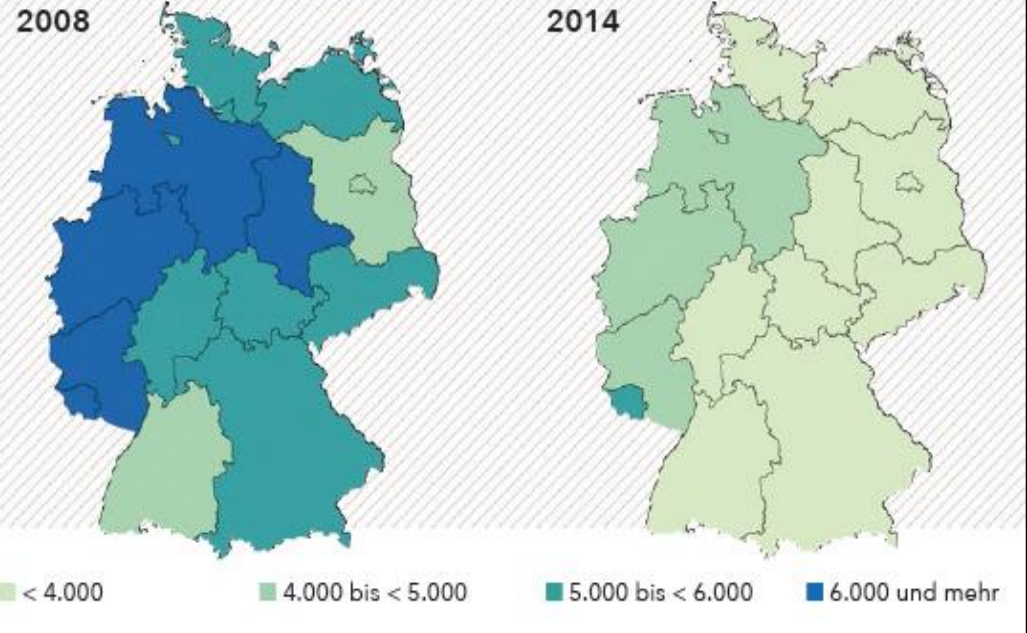 2008
2014
< 4.000
4.000 bis < 5.000
5.000 bis < 6.000
6.000 und mehr